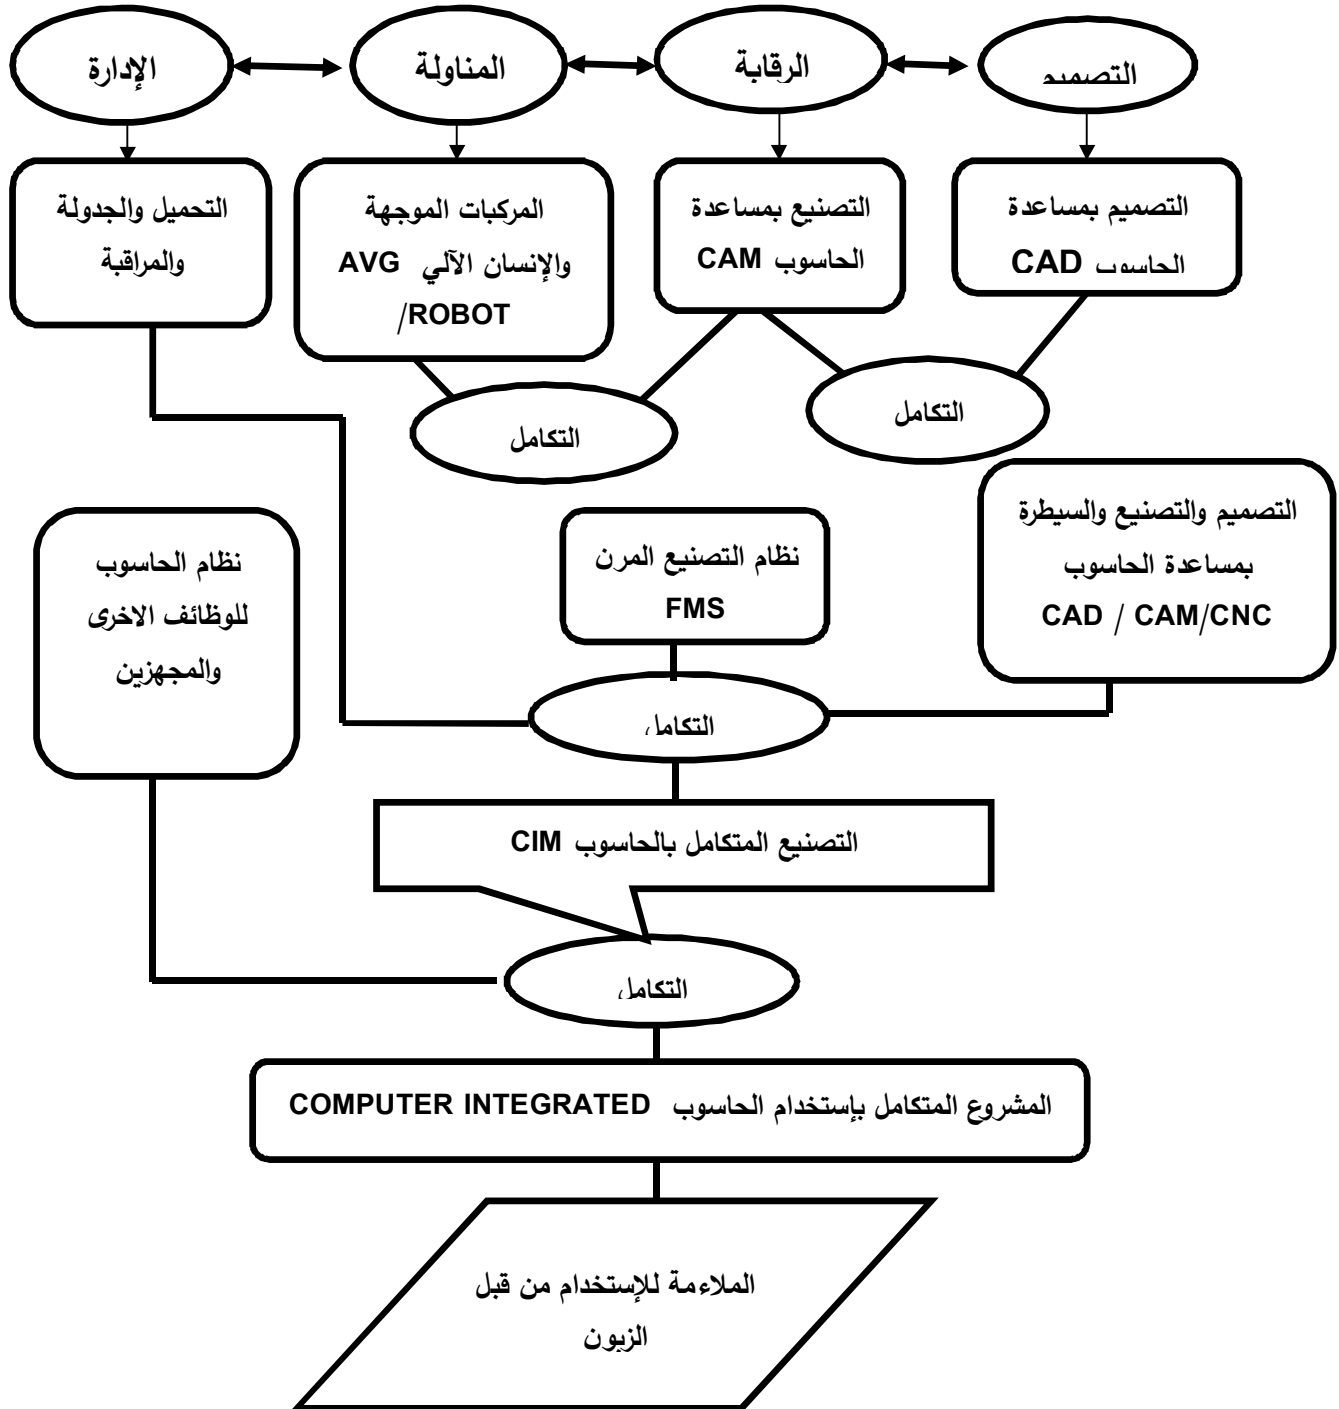 التصميم
الرقابة
المناولة
الإدارة
التصميم بمساعدة
الحاسوب CAD
التصنيع بمساعدة
الحاسوب CAM
المركبات الموجهة
والإنسان الآلي AVG
/ROBOT
التحميل والجدولة
والمراقبة
التكامل
التكامل
التصميم والتصنيع والسيطرة
بمساعدة الحاسوب
CAD / CAM/CNC
نظام التصنيع المرن
FMS
نظام الحاسوب
للوظائف الاخرى
والمجهزين
التكامل
التصنيع المتكامل بالحاسوب CIM
التكامل
المشروع المتكامل بإستخدام الحاسوب COMPUTER INTEGRATED
الملاءمة للإستخدام من قبل
الزبون